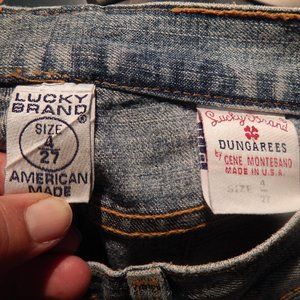 LUCKY
BRAND®
SIZE
4
27
AMERICAN
MADE
Lucky Brand
DUNGAREES
by GENE MONTESANO
MADE IN U.S.A.
SIZE 4
27